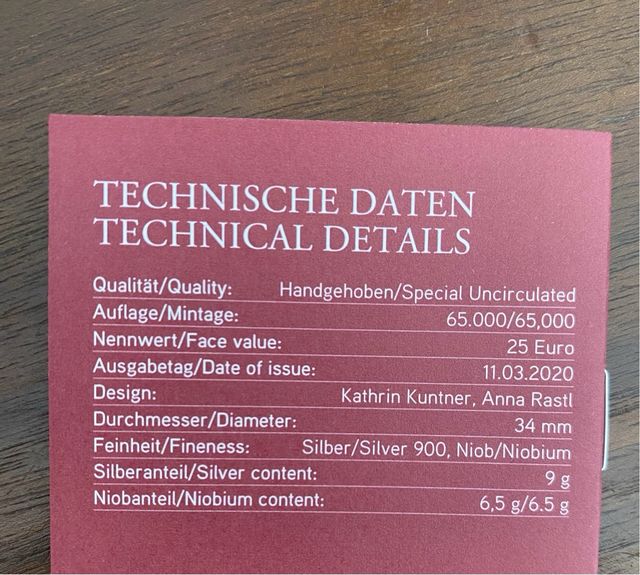 TECHNISCHE DATEN
TECHNICAL DETAILS
Qualität/Quality: Handgehoben/Special Uncirculated
Auflage/Mintage: 65.000/65,000
Nennwert/Face value: 25 Euro
Ausgabetag/Date of issue: 11.03.2020
Design: Kathrin Kuntner, Anna Rastl
Durchmesser/Diameter: 34 mm
Feinheit/Fineness: Silber/Silver 900, Niob/Niobium
Silberanteil/Silver content: 9 g
Niobanteil/Niobium content: 6,5 g/6.5 g